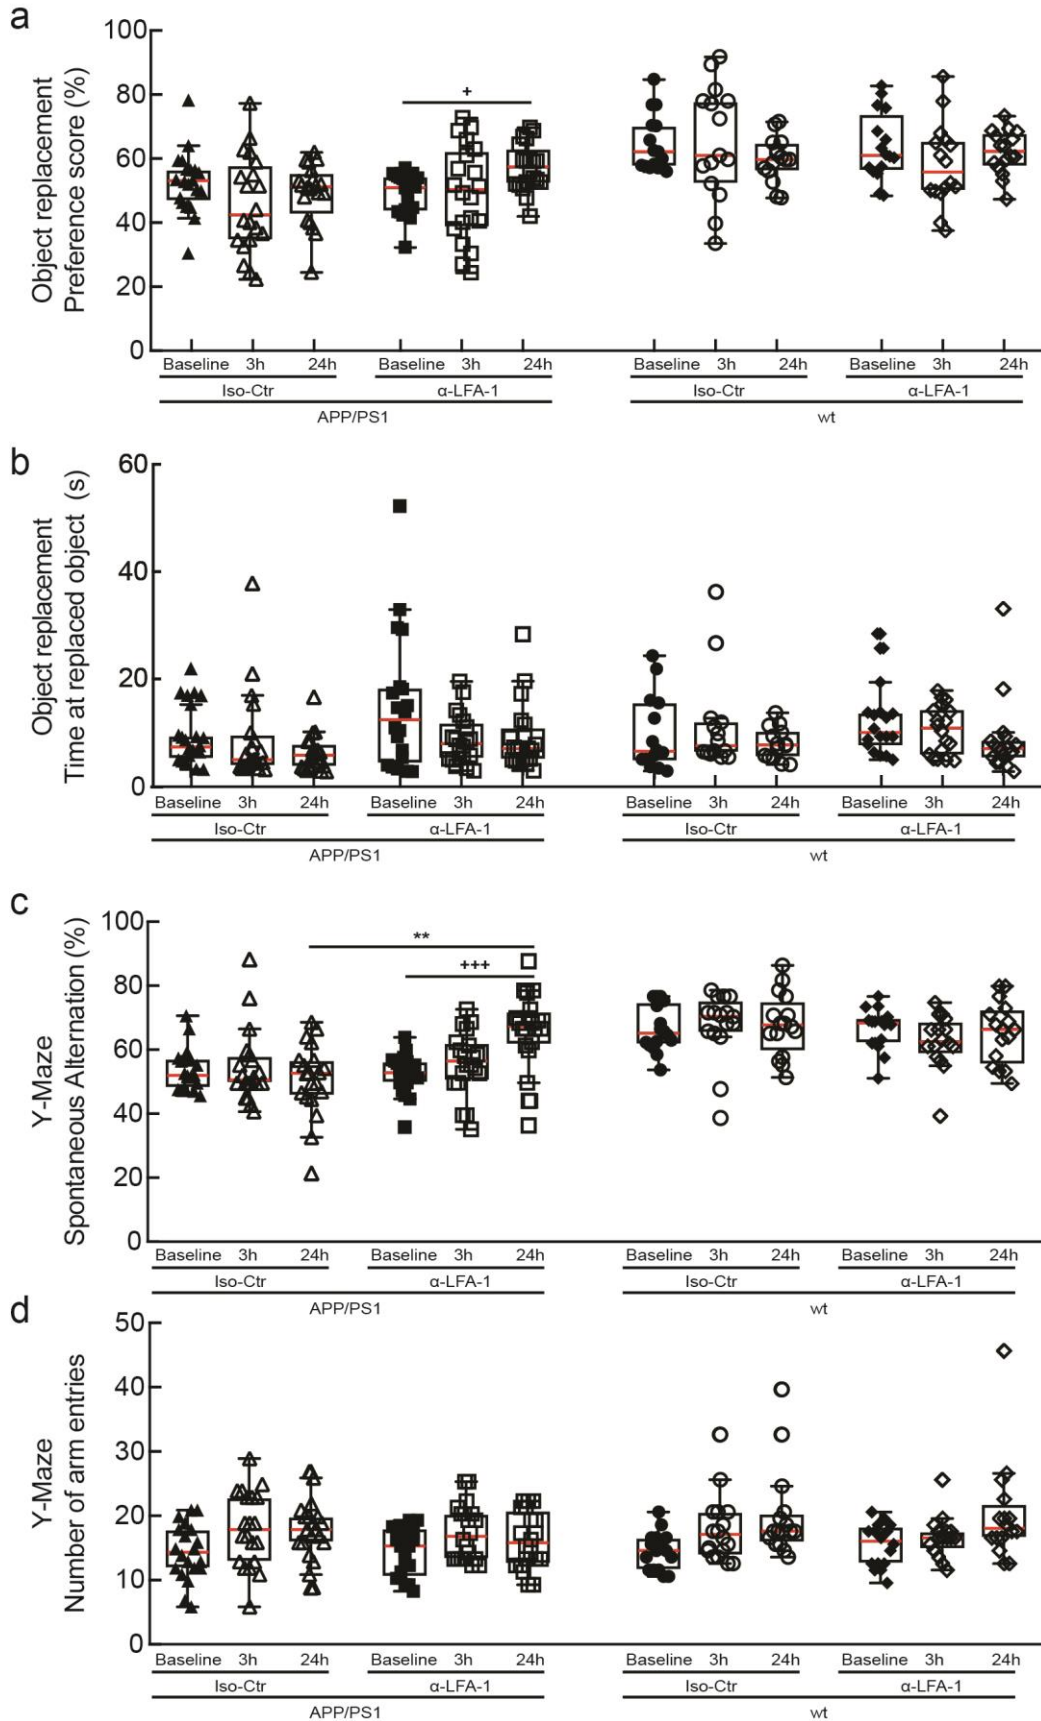 a
Object replacement
Preference score (%)
100
80
60
40
20
0
+
Baseline 3h 24h Baseline 3h 24h Baseline 3h 24h Baseline 3h 24h
Iso-Ctr α-LFA-1 Iso-Ctr α-LFA-1
APP/PS1 wt
b
Object replacement
Time at replaced object (s)
60
40
20
0
Baseline 3h 24h Baseline 3h 24h Baseline 3h 24h Baseline 3h 24h
Iso-Ctr α-LFA-1 Iso-Ctr α-LFA-1
APP/PS1 wt
c
Y-Maze
Spontaneous Alternation (%)
100
80
60
40
20
0
**
+++
Baseline 3h 24h Baseline 3h 24h Baseline 3h 24h Baseline 3h 24h
Iso-Ctr α-LFA-1 Iso-Ctr α-LFA-1
APP/PS1 wt
d
Y-Maze
Number of arm entries
50
40
30
20
10
0
Baseline 3h 24h Baseline 3h 24h Baseline 3h 24h Baseline 3h 24h
Iso-Ctr α-LFA-1 Iso-Ctr α-LFA-1
APP/PS1 wt